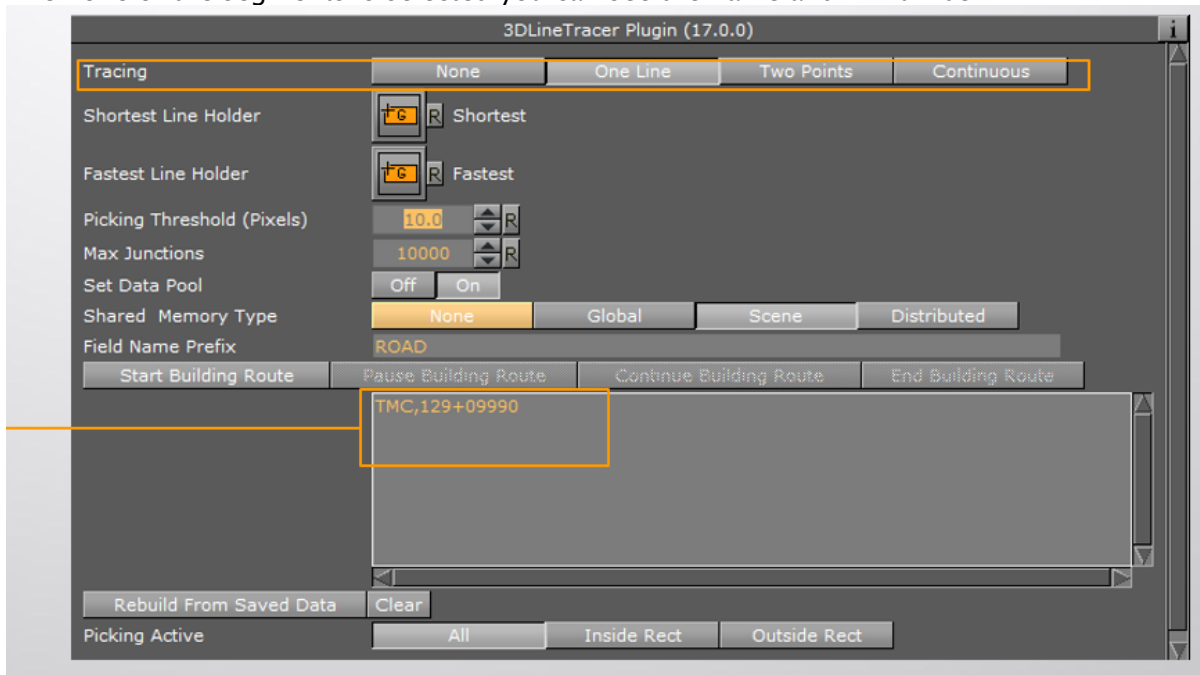 3DLineTracer Plugin (17.0.0) i
Tracing None One Line Two Points Continuous
Shortest Line Holder G R Shortest
Fastest Line Holder G R Fastest
Picking Threshold (Pixels) 10.0 R
Max Junctions 10000 R
Set Data Pool Off On
Shared Memory Type None Global Scene Distributed
Field Name Prefix ROAD
Start Building Route Pause Building Route Continue Building Route End Building Route
TMC,129+09990
Rebuild From Saved Data Clear
Picking Active All Inside Rect Outside Rect